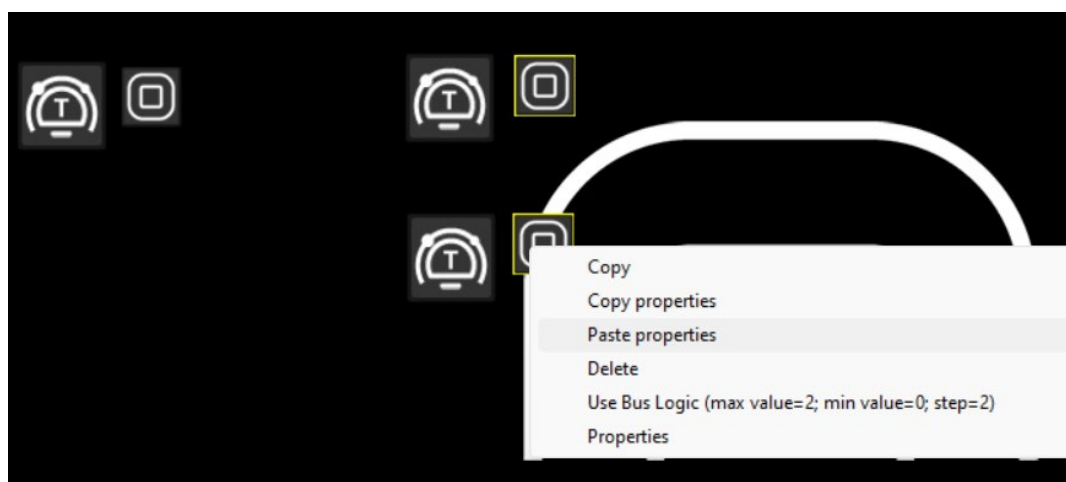 T
T
T
Copy
Copy properties
Paste properties
Delete
Use Bus Logic (max value=2; min value=0; step=2)
Properties